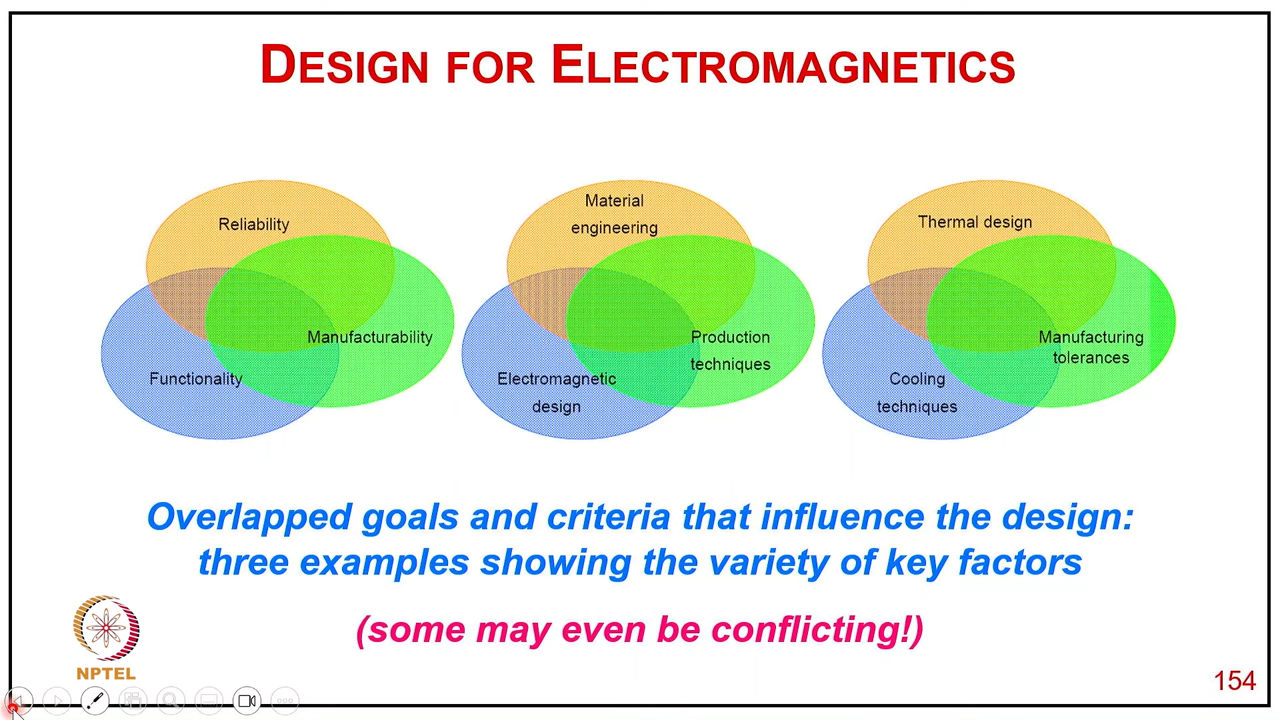 DESIGN FOR ELECTROMAGNETICS
Reliability
Manufacturability
Functionality
Material
engineering
Production
techniques
Electromagnetic
design
Thermal design
Manufacturing
tolerances
Cooling
techniques
Overlapped goals and criteria that influence the design:
three examples showing the variety of key factors
(some may even be conflicting!)
NPTEL
154